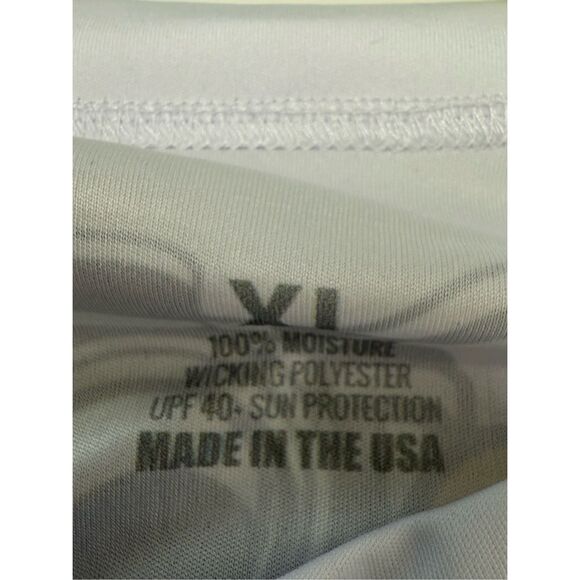 XL
100% MOISTURE
WICKING POLYESTER
UPF 40+ SUN PROTECTION
MADE IN THE USA